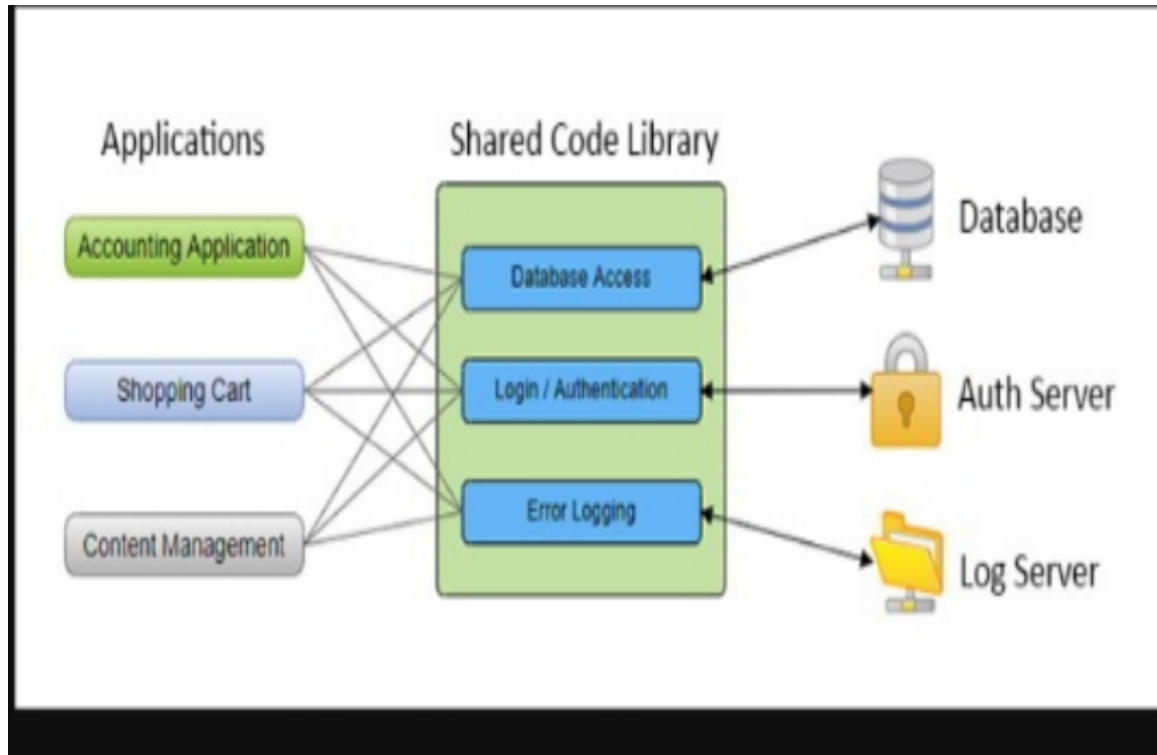 Applications
Shared Code Library
Accounting Application
Shopping Cart
Content Management
Database Access
Login / Authentication
Error Logging
Database
Auth Server
Log Server